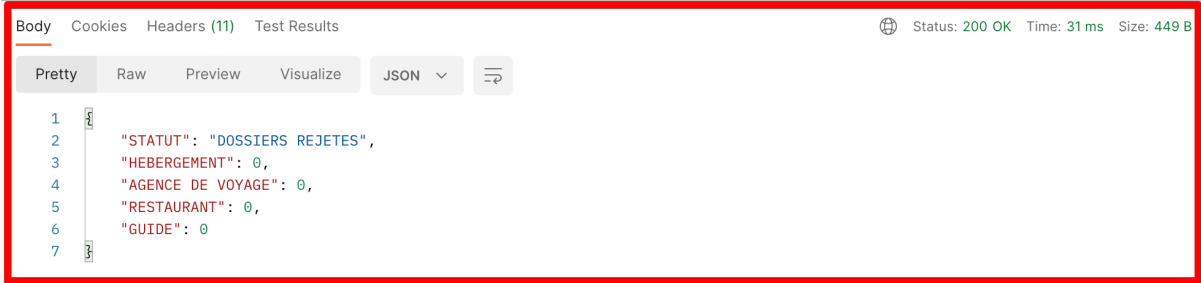 Body Cookies Headers (11) Test Results Status: 200 OK Time: 31 ms Size: 449 B
Pretty Raw Preview Visualize JSON
1 {
2 "STATUT": "DOSSIERS REJETES",
3 "HEBERGEMENT": 0,
4 "AGENCE DE VOYAGE": 0,
5 "RESTAURANT": 0,
6 "GUIDE": 0
7 }